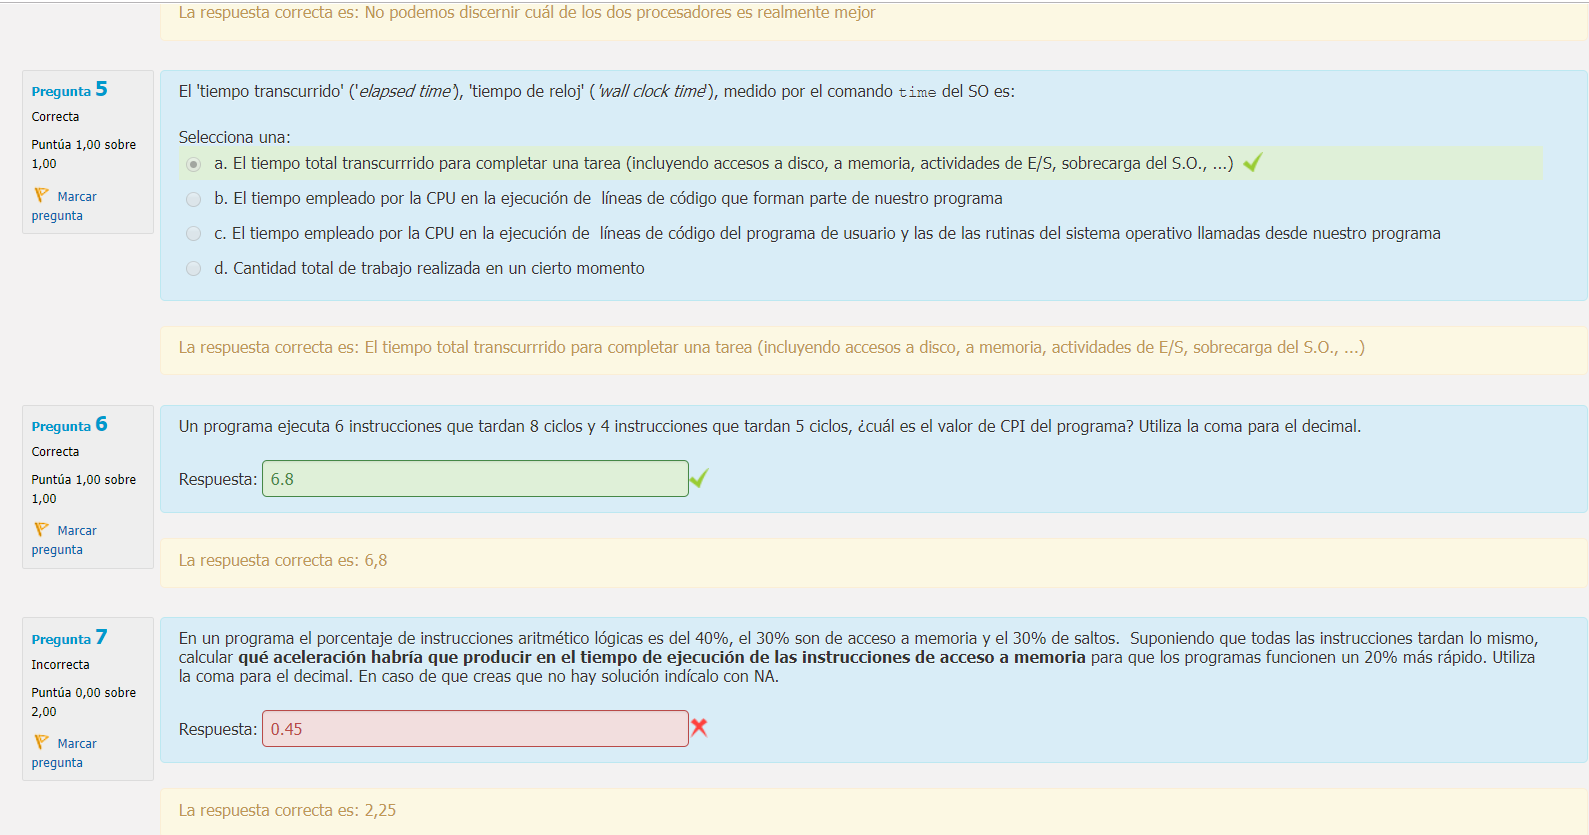 La respuesta correcta es: No podemos discernir cuál de los dos procesadores es realmente mejor
Pregunta 5
Correcta
Puntúa 1,00 sobre
1,00
Marcar
pregunta
El 'tiempo transcurrido' ('elapsed time'), 'tiempo de reloj' ( 'wall clock time'), medido por el comando time del SO es:
Selecciona una:
a. El tiempo total transcurrrido para completar una tarea (incluyendo accesos a disco, a memoria, actividades de E/S, sobrecarga del S.O., ...)
b. El tiempo empleado por la CPU en la ejecución de líneas de código que forman parte de nuestro programa
c. El tiempo empleado por la CPU en la ejecución de líneas de código del programa de usuario y las de las rutinas del sistema operativo llamadas desde nuestro programa
d. Cantidad total de trabajo realizada en un cierto momento
La respuesta correcta es: El tiempo total transcurrrido para completar una tarea (incluyendo accesos a disco, a memoria, actividades de E/S, sobrecarga del S.O., ...)
Pregunta 6
Correcta
Puntúa 1,00 sobre
1,00
Marcar
pregunta
Un programa ejecuta 6 instrucciones que tardan 8 ciclos y 4 instrucciones que tardan 5 ciclos, ¿cuál es el valor de CPI del programa? Utiliza la coma para el decimal.
Respuesta: 6.8
La respuesta correcta es: 6,8
Pregunta 7
Incorrecta
Puntúa 0,00 sobre
2,00
Marcar
pregunta
En un programa el porcentaje de instrucciones aritmético lógicas es del 40%, el 30% son de acceso a memoria y el 30% de saltos. Suponiendo que todas las instrucciones tardan lo mismo,
calcular qué aceleración habría que producir en el tiempo de ejecución de las instrucciones de acceso a memoria para que los programas funcionen un 20% más rápido. Utiliza
la coma para el decimal. En caso de que creas que no hay solución indícalo con NA.
Respuesta: 0.45
La respuesta correcta es: 2,25